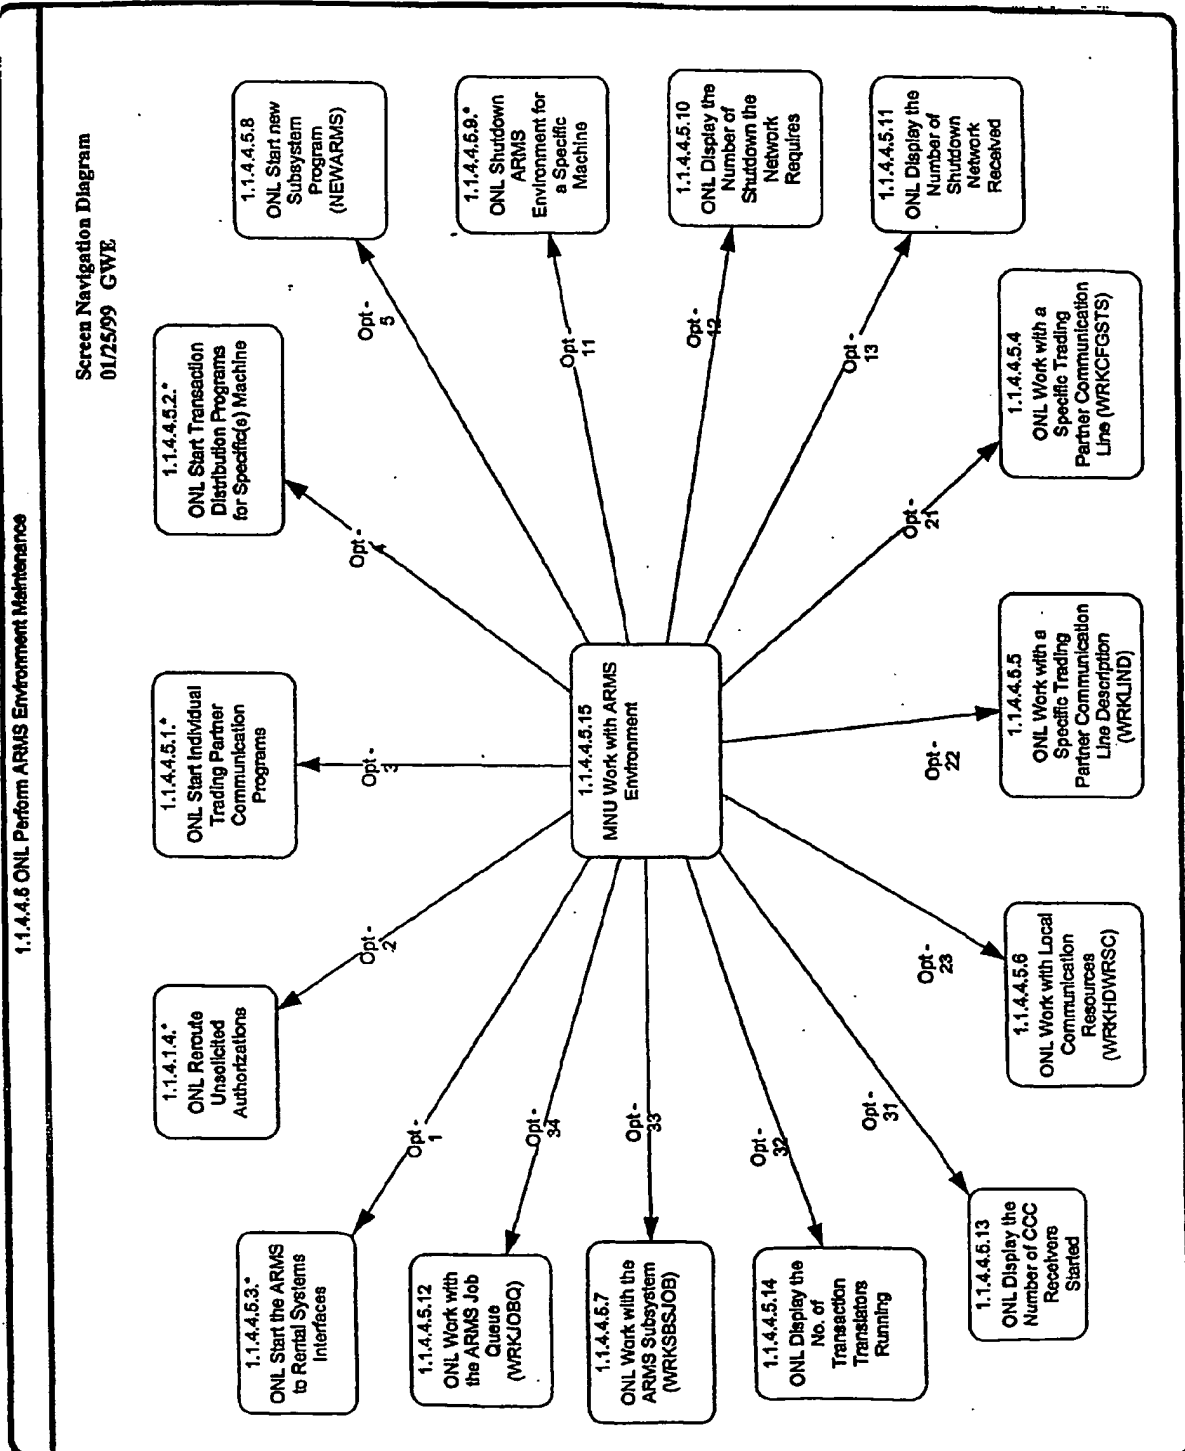 1.1.4.4.5 ONL Perform ARMS Environment Maintenance
Screen Navigation Diagram
01/25/99 GWE
1.1.4.4.5.3.*
ONL Start the ARMS
to Rental Systems
Interfaces
1.1.4.1.4.*
ONL Reroute
Unsolicited
Authorizations
1.1.4.4.5.1.*
ONL Start Individual
Trading Partner
Communication
Programs
1.1.4.4.5.2.*
ONL Start Transaction
Distribution Programs
for Specific(s) Machine
1.1.4.4.5.8
ONL Start new
Subsystem
Program
(NEWARMS)
Opt -
1
Opt -
2
Opt -
3
Opt -
4
Opt -
5
1.1.4.4.5.12
ONL Work with
the ARMS Job
Queue
(WRKJOBQ)
Opt -
34
Opt -
11
1.1.4.4.5.9.*
ONL Shutdown
ARMS
Environment for
a Specific
Machine
1.1.4.4.5.7
ONL Work with the
ARMS Subsystem
(WRKSBSJOB)
Opt -
33
1.1.4.4.5.15
MNU Work with ARMS
Environment
Opt -
12
1.1.4.4.5.10
ONL Display the
Number of
Shutdown the
Network
Requires
1.1.4.4.5.14
ONL Display the
No. of
Transaction
Translators
Running
Opt -
32
Opt -
13
1.1.4.4.5.11
ONL Display the
Number of
Shutdown
Network
Received
Opt -
31
Opt -
23
Opt -
22
Opt -
21
1.1.4.4.5.13
ONL Display the
Number of CCC
Receivers
Started
1.1.4.4.5.6
ONL Work with Local
Communication
Resources
(WRKHDWRSC)
1.1.4.4.5.5
ONL Work with a
Specific Trading
Partner Communication
Line Description
(WRKLIND)
1.1.4.4.5.4
ONL Work with a
Specific Trading
Partner Communication
Line (WRKCFGSTS)